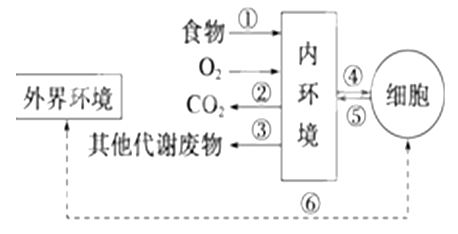 ①
食物
O₂
②
CO₂
③
其他代谢废物
外界环境
内环境
④
⑤
细胞
⑥